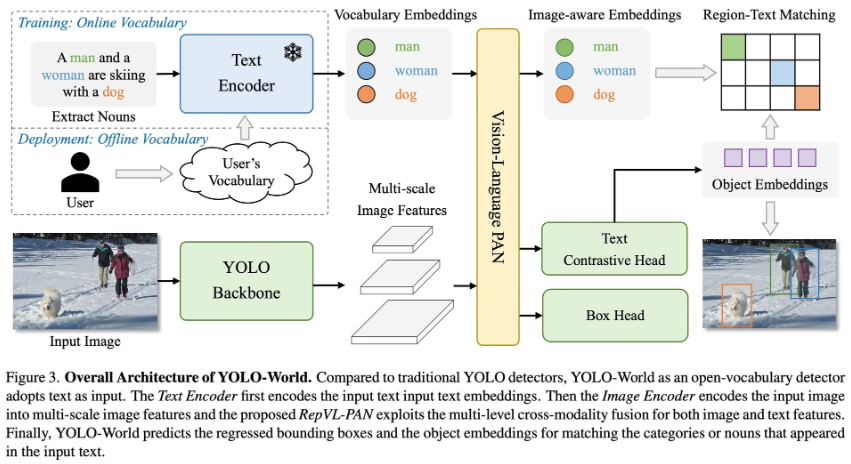 Training: Online Vocabulary
A man and a
woman are skiing
with a dog
Extract Nouns
Text
Encoder
Deployment: Offline Vocabulary
User
User's
Vocabulary
Vocabulary Embeddings
man
woman
dog
Image-aware Embeddings
man
woman
dog
Region-Text Matching
Vision-Language PAN
Object Embeddings
Input Image
YOLO
Backbone
Multi-scale
Image Features
Text
Contrastive Head
Box Head
Figure 3. Overall Architecture of YOLO-World. Compared to traditional YOLO detectors, YOLO-World as an open-vocabulary detector
adopts text as input. The Text Encoder first encodes the input text input text embeddings. Then the Image Encoder encodes the input image
into multi-scale image features and the proposed RepVL-PAN exploits the multi-level cross-modality fusion for both image and text features.
Finally, YOLO-World predicts the regressed bounding boxes and the object embeddings for matching the categories or nouns that appeared
in the input text.